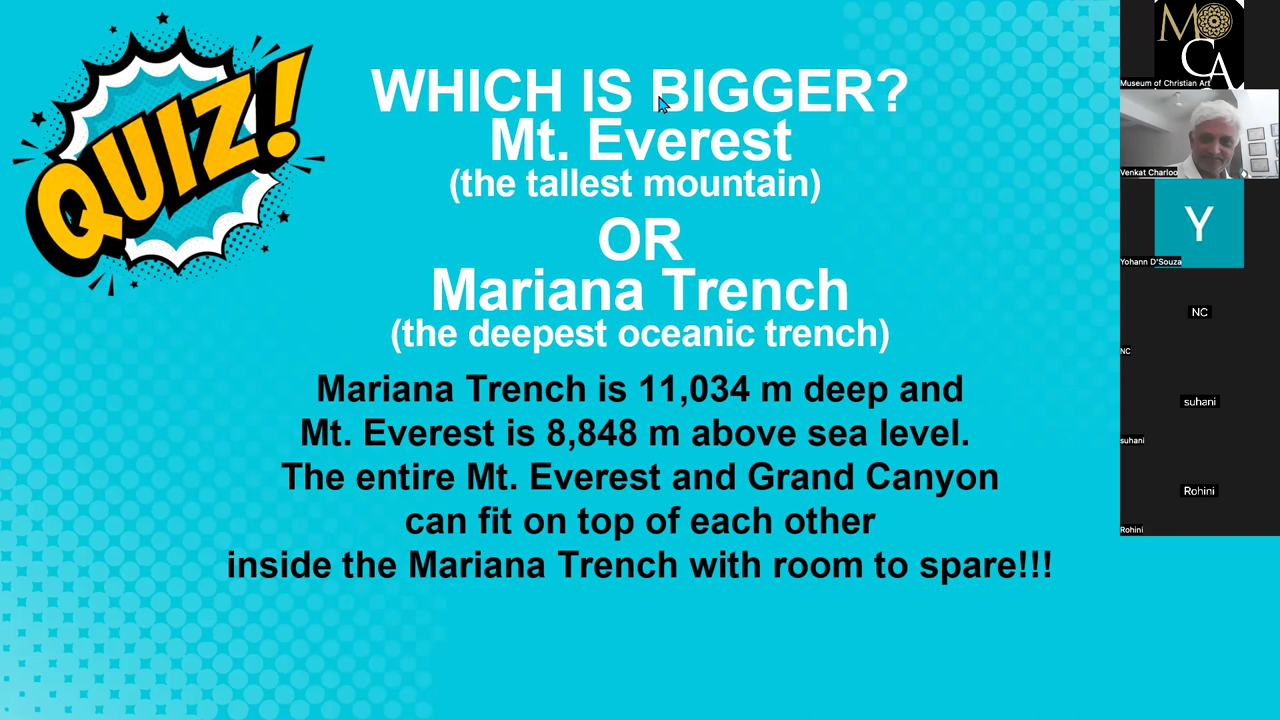 QUIZ!
WHICH IS BIGGER?
Mt. Everest
(the tallest mountain)
OR
Mariana Trench
(the deepest oceanic trench)
Mariana Trench is 11,034 m deep and
Mt. Everest is 8,848 m above sea level.
The entire Mt. Everest and Grand Canyon
can fit on top of each other
inside the Mariana Trench with room to spare!!!
MOCA
Museum of Christian Art
Venkat Charloo
Y
Yohann D'Souza
NC
NC
suhani
suhani
Rohini
Rohini